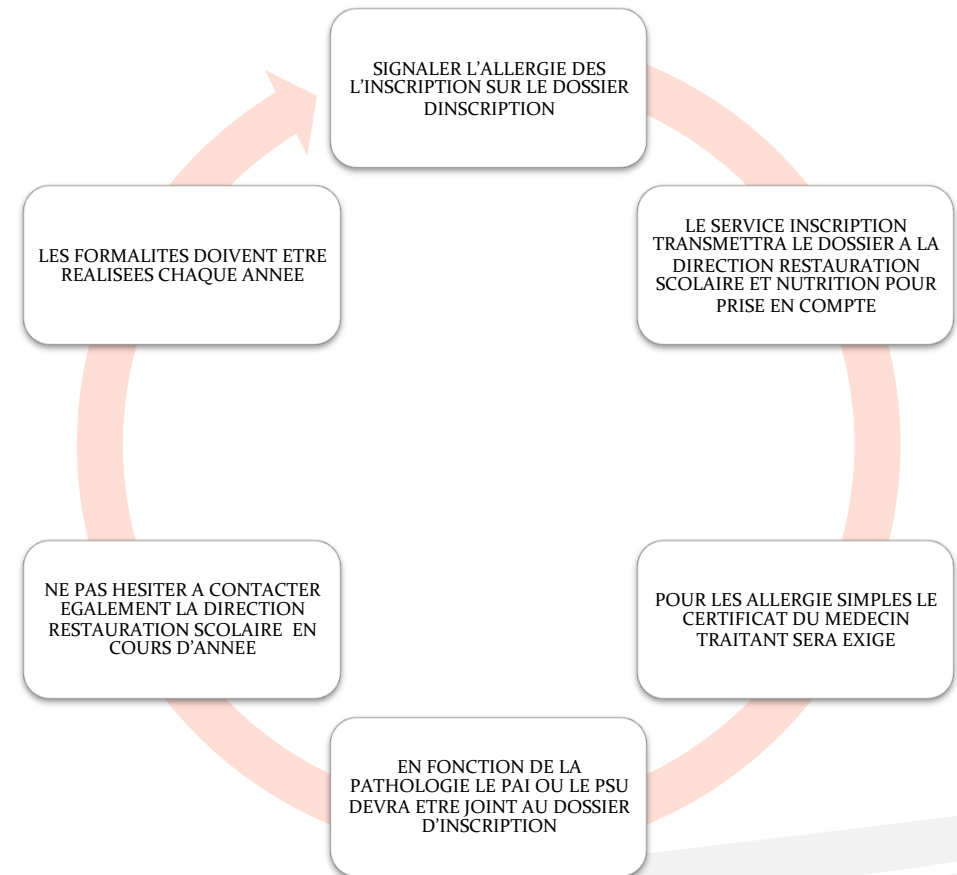 SIGNALER L’ALLERGIE DES
L’INSCRIPTION SUR LE DOSSIER
DINSCRIPTION
LE SERVICE INSCRIPTION
TRANSMETTRA LE DOSSIER A LA
DIRECTION RESTAURATION
SCOLAIRE ET NUTRITION POUR
PRISE EN COMPTE
POUR LES ALLERGIE SIMPLES LE
CERTIFICAT DU MEDECIN
TRAITANT SERA EXIGE
EN FONCTION DE LA
PATHOLOGIE LE PAI OU LE PSU
DEVRA ETRE JOINT AU DOSSIER
D’INSCRIPTION
NE PAS HESITER A CONTACTER
EGALEMENT LA DIRECTION
RESTAURATION SCOLAIRE EN
COURS D’ANNEE
LES FORMALITES DOIVENT ETRE
REALISEES CHAQUE ANNEE